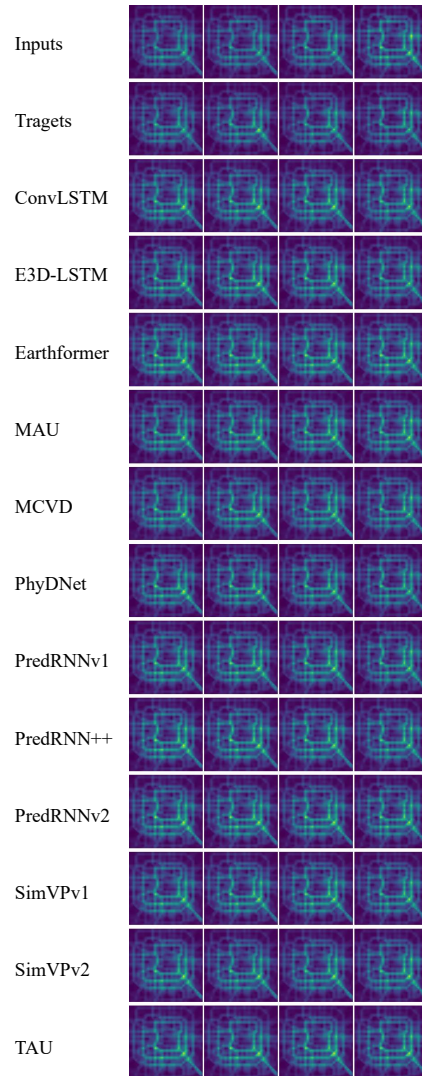 Inputs
Tragets
ConvLSTM
E3D-LSTM
Earthformer
MAU
MCVD
PhyDNet
PredRNNv1
PredRNN++
PredRNNv2
SimVPv1
SimVPv2
TAU